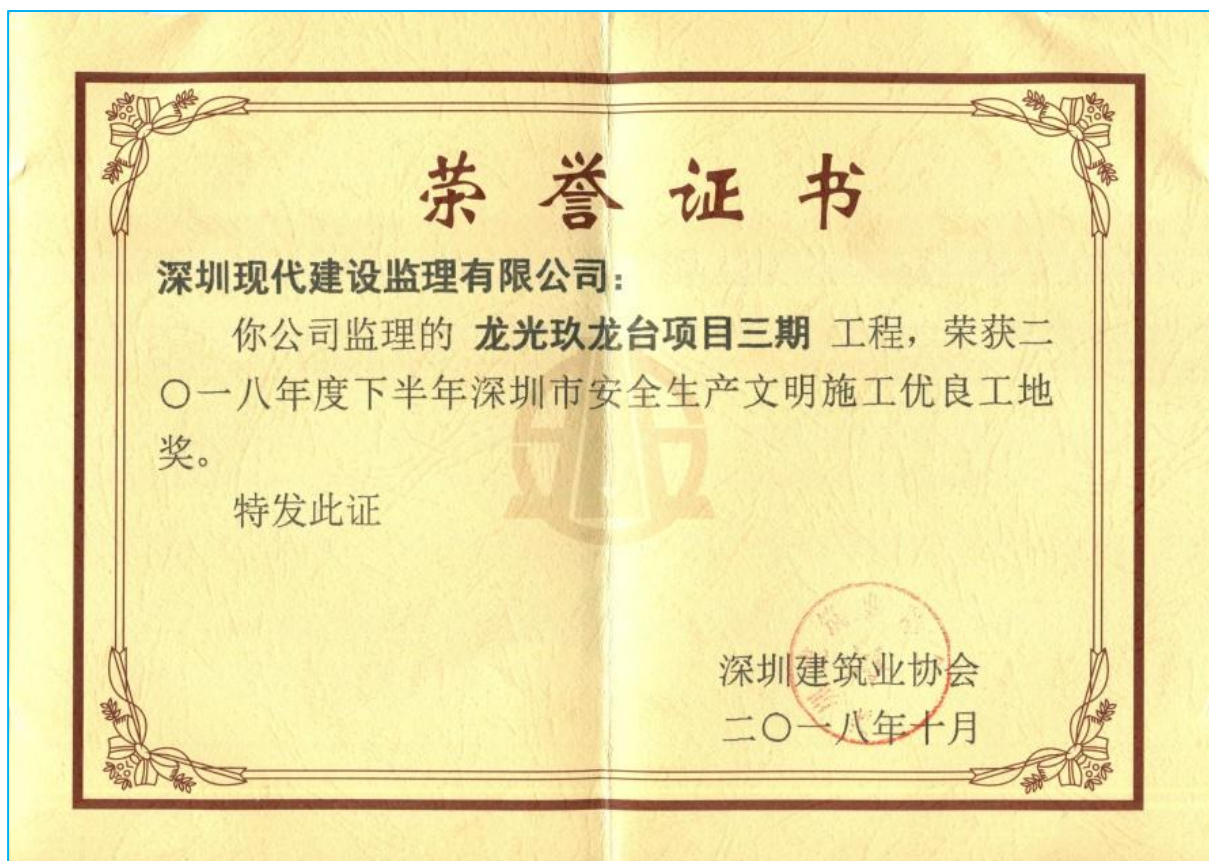 荣誉证书
深圳现代建设监理有限公司：
你公司监理的 龙光玖龙台项目三期 工程，荣获二
〇一八年度下半年深圳市安全生产文明施工优良工地
奖。
特发此证
深圳建筑业协会
二〇一八年十月